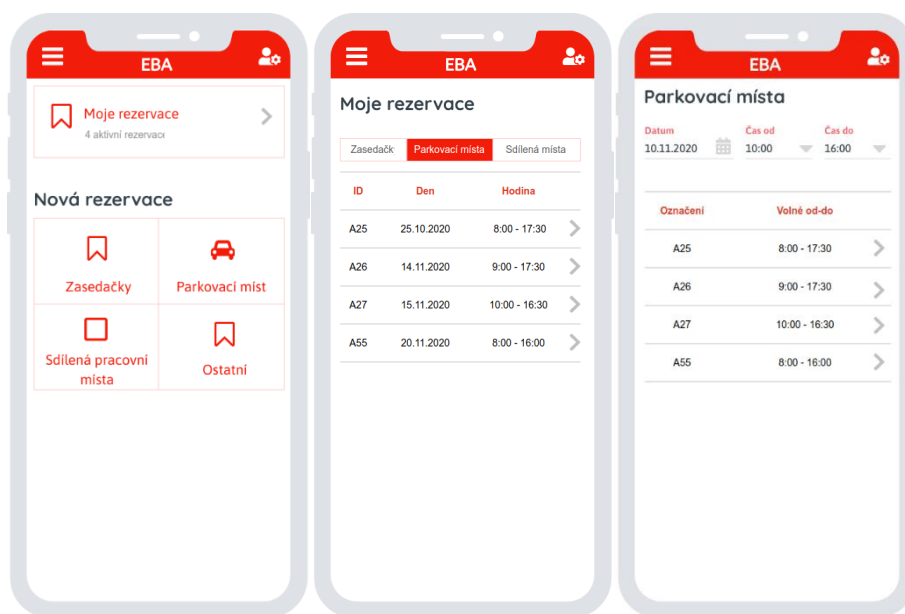 EBA
Moje rezervace
4 aktivní rezervaci
Nová rezervace
Zasedačky
Parkovací míst
Sdílená pracovní
místa
Ostatní
EBA
Moje rezervace
Zasedačk Parkovací místa Sdílená místa
ID Den Hodina
A25 25.10.2020 8:00 - 17:30
A26 14.11.2020 9:00 - 17:30
A27 15.11.2020 10:00 - 16:30
A55 20.11.2020 8:00 - 16:00
EBA
Parkovací místa
Datum Čas od Čas do
10.11.2020 10:00 16:00
Označení Volné od-do
A25 8:00 - 17:30
A26 9:00 - 17:30
A27 10:00 - 16:30
A55 8:00 - 16:00